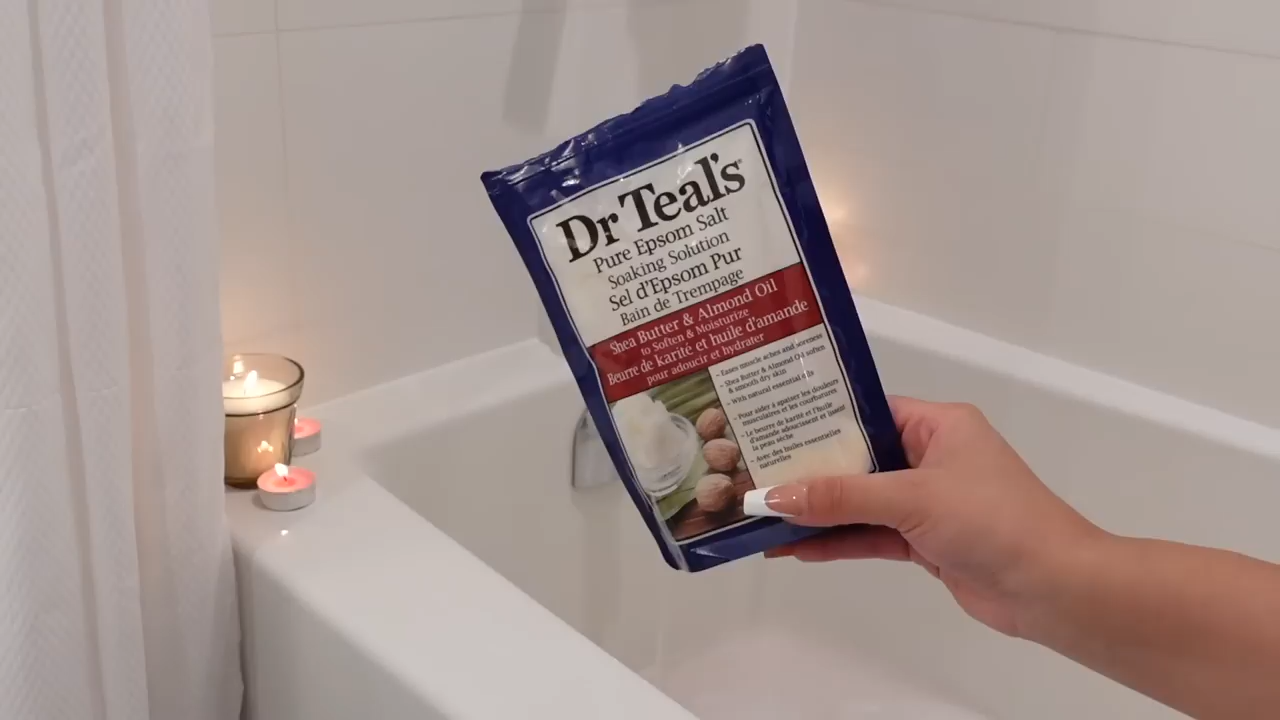 Dr Teal's
Pure Epsom Salt
Soaking Solution
Sel d'Epsom Pur
Bain de Trempage
Shea Butter & Almond Oil
to Soften & Moisturize
Beurre de karité et huile d'amande
pour adoucir et hydrater
- Eases muscle aches and soreness
- Shea Butter & Almond Oil soften
& smooth dry skin
- With natural essential oils
- Pour aider à apaiser les douleurs
musculaires et les courbatures
- Le beurre de karité et l'huile
d'amande adoucissent et lissent
la peau sèche
- Avec des huiles essentielles
naturelles